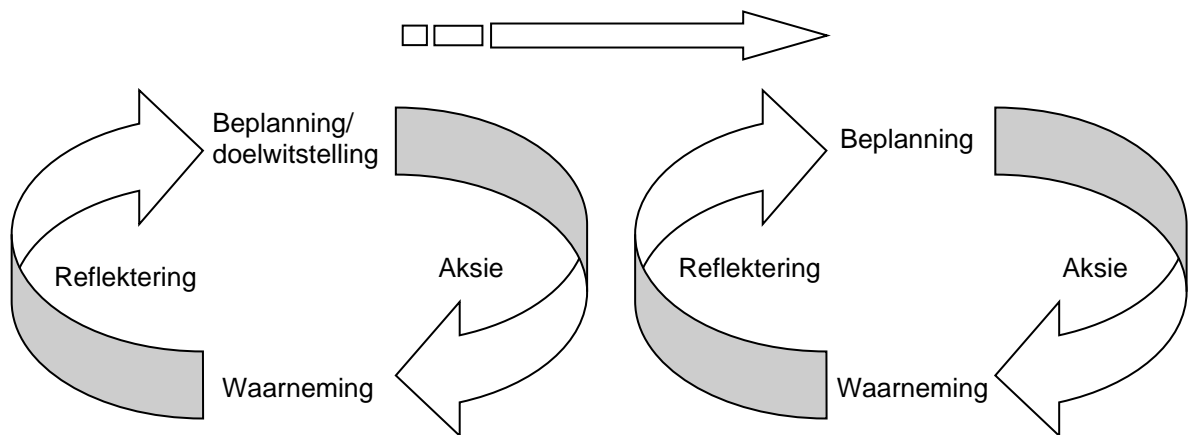 Beplanning/
doelwitstelling
Aksie
Waarneming
Reflektering
Beplanning
Aksie
Waarneming
Reflektering